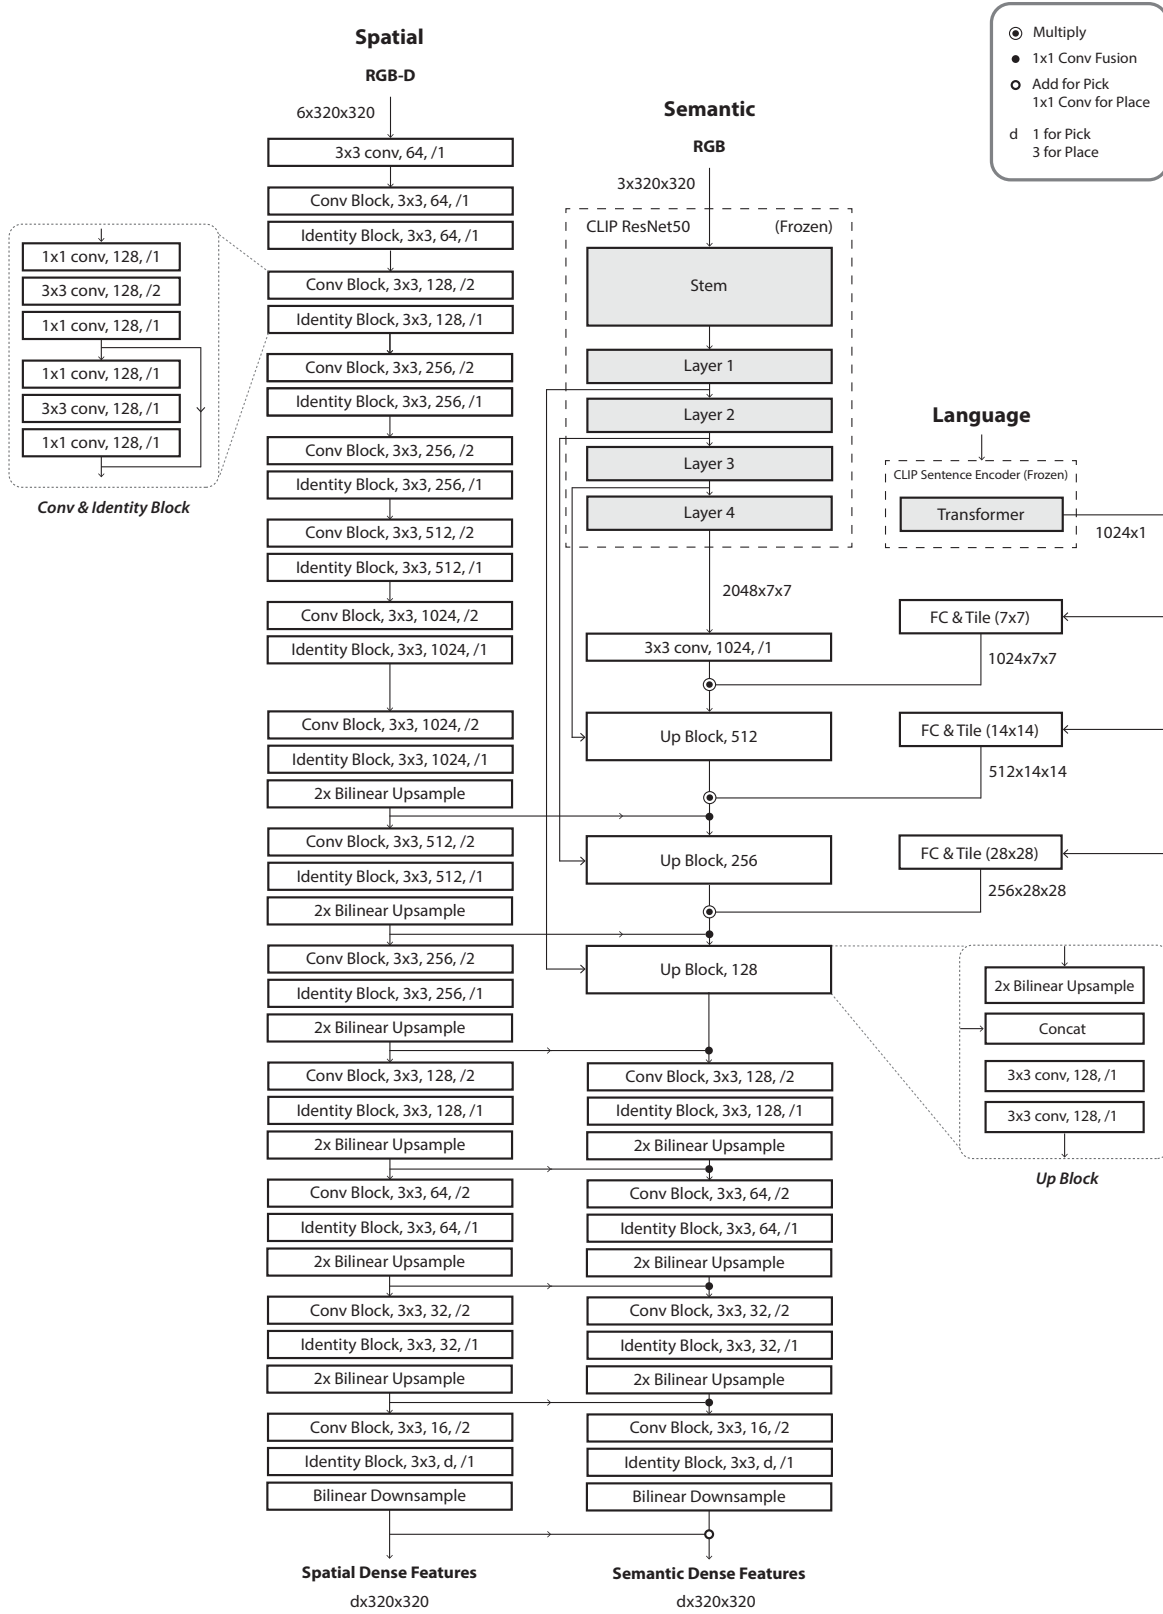 Spatial
RGB-D
6x320x320
3x3 conv, 64, /1
Conv Block, 3x3, 64, /1
Identity Block, 3x3, 64, /1
Conv Block, 3x3, 128, /2
Identity Block, 3x3, 128, /1
Conv Block, 3x3, 256, /2
Identity Block, 3x3, 256, /1
Conv Block, 3x3, 256, /2
Identity Block, 3x3, 256, /1
Conv Block, 3x3, 512, /2
Identity Block, 3x3, 512, /1
Conv Block, 3x3, 1024, /2
Identity Block, 3x3, 1024, /1
Conv Block, 3x3, 1024, /2
Identity Block, 3x3, 1024, /1
2x Bilinear Upsample
Conv Block, 3x3, 512, /2
Identity Block, 3x3, 512, /1
2x Bilinear Upsample
Conv Block, 3x3, 256, /2
Identity Block, 3x3, 256, /1
2x Bilinear Upsample
Conv Block, 3x3, 128, /2
Identity Block, 3x3, 128, /1
2x Bilinear Upsample
Conv Block, 3x3, 64, /2
Identity Block, 3x3, 64, /1
2x Bilinear Upsample
Conv Block, 3x3, 32, /2
Identity Block, 3x3, 32, /1
2x Bilinear Upsample
Conv Block, 3x3, 16, /2
Identity Block, 3x3, d, /1
Bilinear Downsample
Spatial Dense Features
dx320x320
1x1 conv, 128, /1
3x3 conv, 128, /2
1x1 conv, 128, /1
1x1 conv, 128, /1
3x3 conv, 128, /1
1x1 conv, 128, /1
Conv & Identity Block
Semantic
RGB
3x320x320
CLIP ResNet50 (Frozen)
Stem
Layer 1
Layer 2
Layer 3
Layer 4
2048x7x7
3x3 conv, 1024, /1
Up Block, 512
Up Block, 256
Up Block, 128
Conv Block, 3x3, 128, /2
Identity Block, 3x3, 128, /1
2x Bilinear Upsample
Conv Block, 3x3, 64, /2
Identity Block, 3x3, 64, /1
2x Bilinear Upsample
Conv Block, 3x3, 32, /2
Identity Block, 3x3, 32, /1
2x Bilinear Upsample
Conv Block, 3x3, 16, /2
Identity Block, 3x3, d, /1
Bilinear Downsample
Semantic Dense Features
dx320x320
Multiply
1x1 Conv Fusion
Add for Pick
1x1 Conv for Place
d 1 for Pick
3 for Place
Language
CLIP Sentence Encoder (Frozen)
Transformer
1024x1
FC & Tile (7x7)
1024x7x7
FC & Tile (14x14)
512x14x14
FC & Tile (28x28)
256x28x28
2x Bilinear Upsample
Concat
3x3 conv, 128, /1
3x3 conv, 128, /1
Up Block